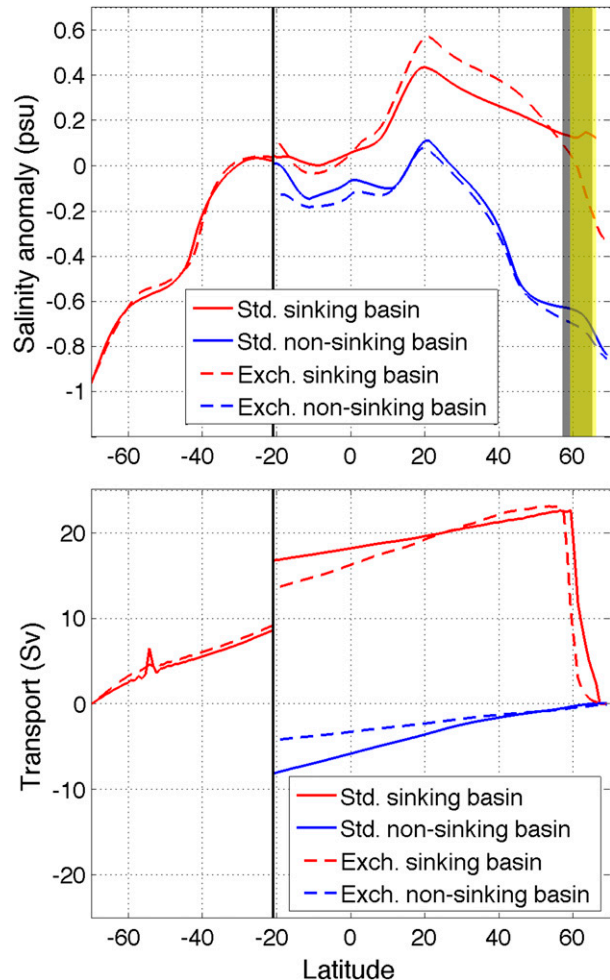 Salinity anomaly (psu)
0.6
0.4
0.2
0
-0.2
-0.4
-0.6
-0.8
-1
Std. sinking basin
Std. non-sinking basin
Exch. sinking basin
Exch. non-sinking basin
-60 -40 -20 0 20 40 60
Transport (Sv)
20
10
0
-10
-20
Std. sinking basin
Std. non-sinking basin
Exch. sinking basin
Exch. non-sinking basin
-60 -40 -20 0 20 40 60
Latitude